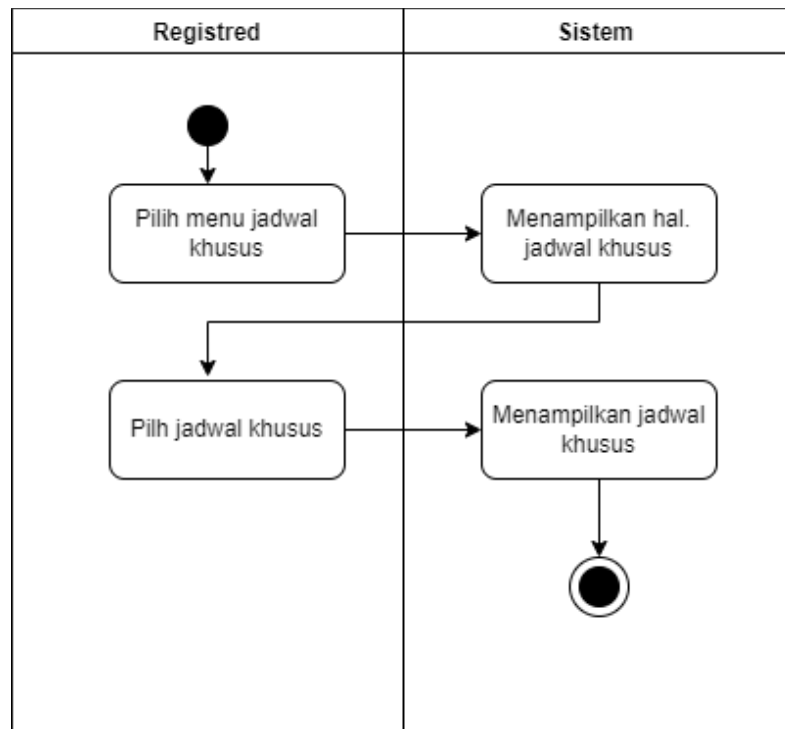 Registred
Sistem
Pilih menu jadwal
khusus
Menampilkan hal.
jadwal khusus
Pilh jadwal khusus
Menampilkan jadwal
khusus